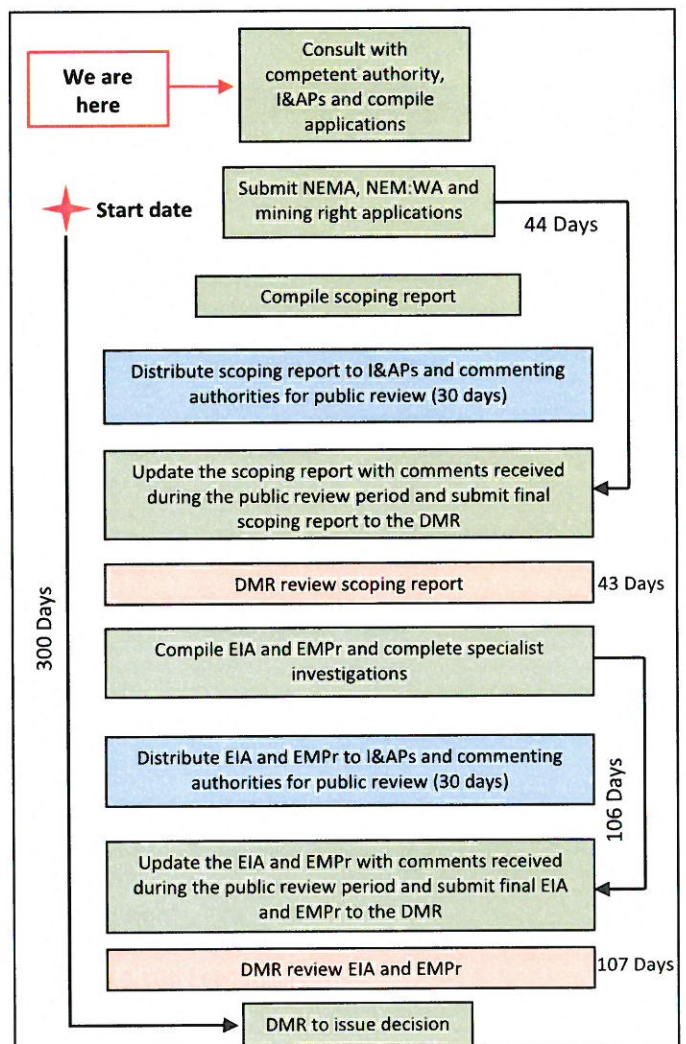 We are
here
Consult with
competent authority,
I&APs and compile
applications
Start date
Submit NEMA, NEM:WA and
mining right applications
44 Days
Compile scoping report
Distribute scoping report to I&APs and commenting
authorities for public review (30 days)
Update the scoping report with comments received
during the public review period and submit final
scoping report to the DMR
DMR review scoping report
43 Days
300 Days
Compile EIA and EMPr and complete specialist
investigations
Distribute EIA and EMPr to I&APs and commenting
authorities for public review (30 days)
106 Days
Update the EIA and EMPr with comments received
during the public review period and submit final EIA
and EMPr to the DMR
DMR review EIA and EMPr
107 Days
DMR to issue decision